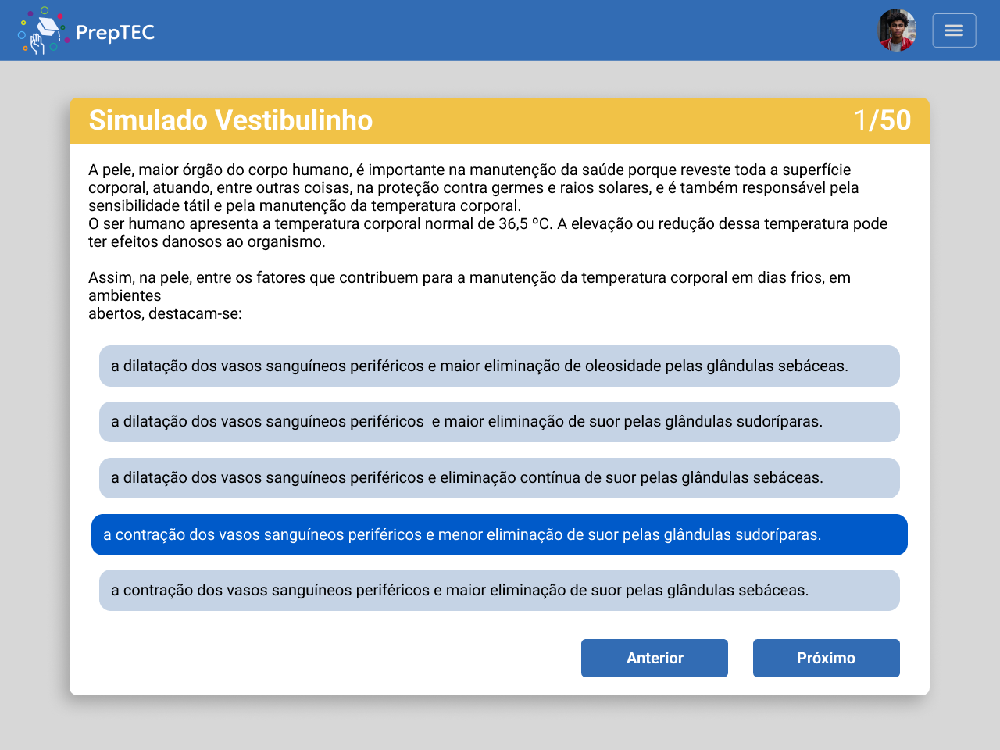 PrepTEC
Simulado Vestibulinho
1/50
A pele, maior órgão do corpo humano, é importante na manutenção da saúde porque reveste toda a superfície
corporal, atuando, entre outras coisas, na proteção contra germes e raios solares, e é também responsável pela
sensibilidade tátil e pela manutenção da temperatura corporal.
O ser humano apresenta a temperatura corporal normal de 36,5 ºC. A elevação ou redução dessa temperatura pode
ter efeitos danosos ao organismo.
Assim, na pele, entre os fatores que contribuem para a manutenção da temperatura corporal em dias frios, em
ambientes
abertos, destacam-se:
a dilatação dos vasos sanguíneos periféricos e maior eliminação de oleosidade pelas glândulas sebáceas.
a dilatação dos vasos sanguíneos periféricos  e maior eliminação de suor pelas glândulas sudoríparas.
a dilatação dos vasos sanguíneos periféricos e eliminação contínua de suor pelas glândulas sebáceas.
a contração dos vasos sanguíneos periféricos e menor eliminação de suor pelas glândulas sudoríparas.
a contração dos vasos sanguíneos periféricos e maior eliminação de suor pelas glândulas sebáceas.
Anterior
Próximo